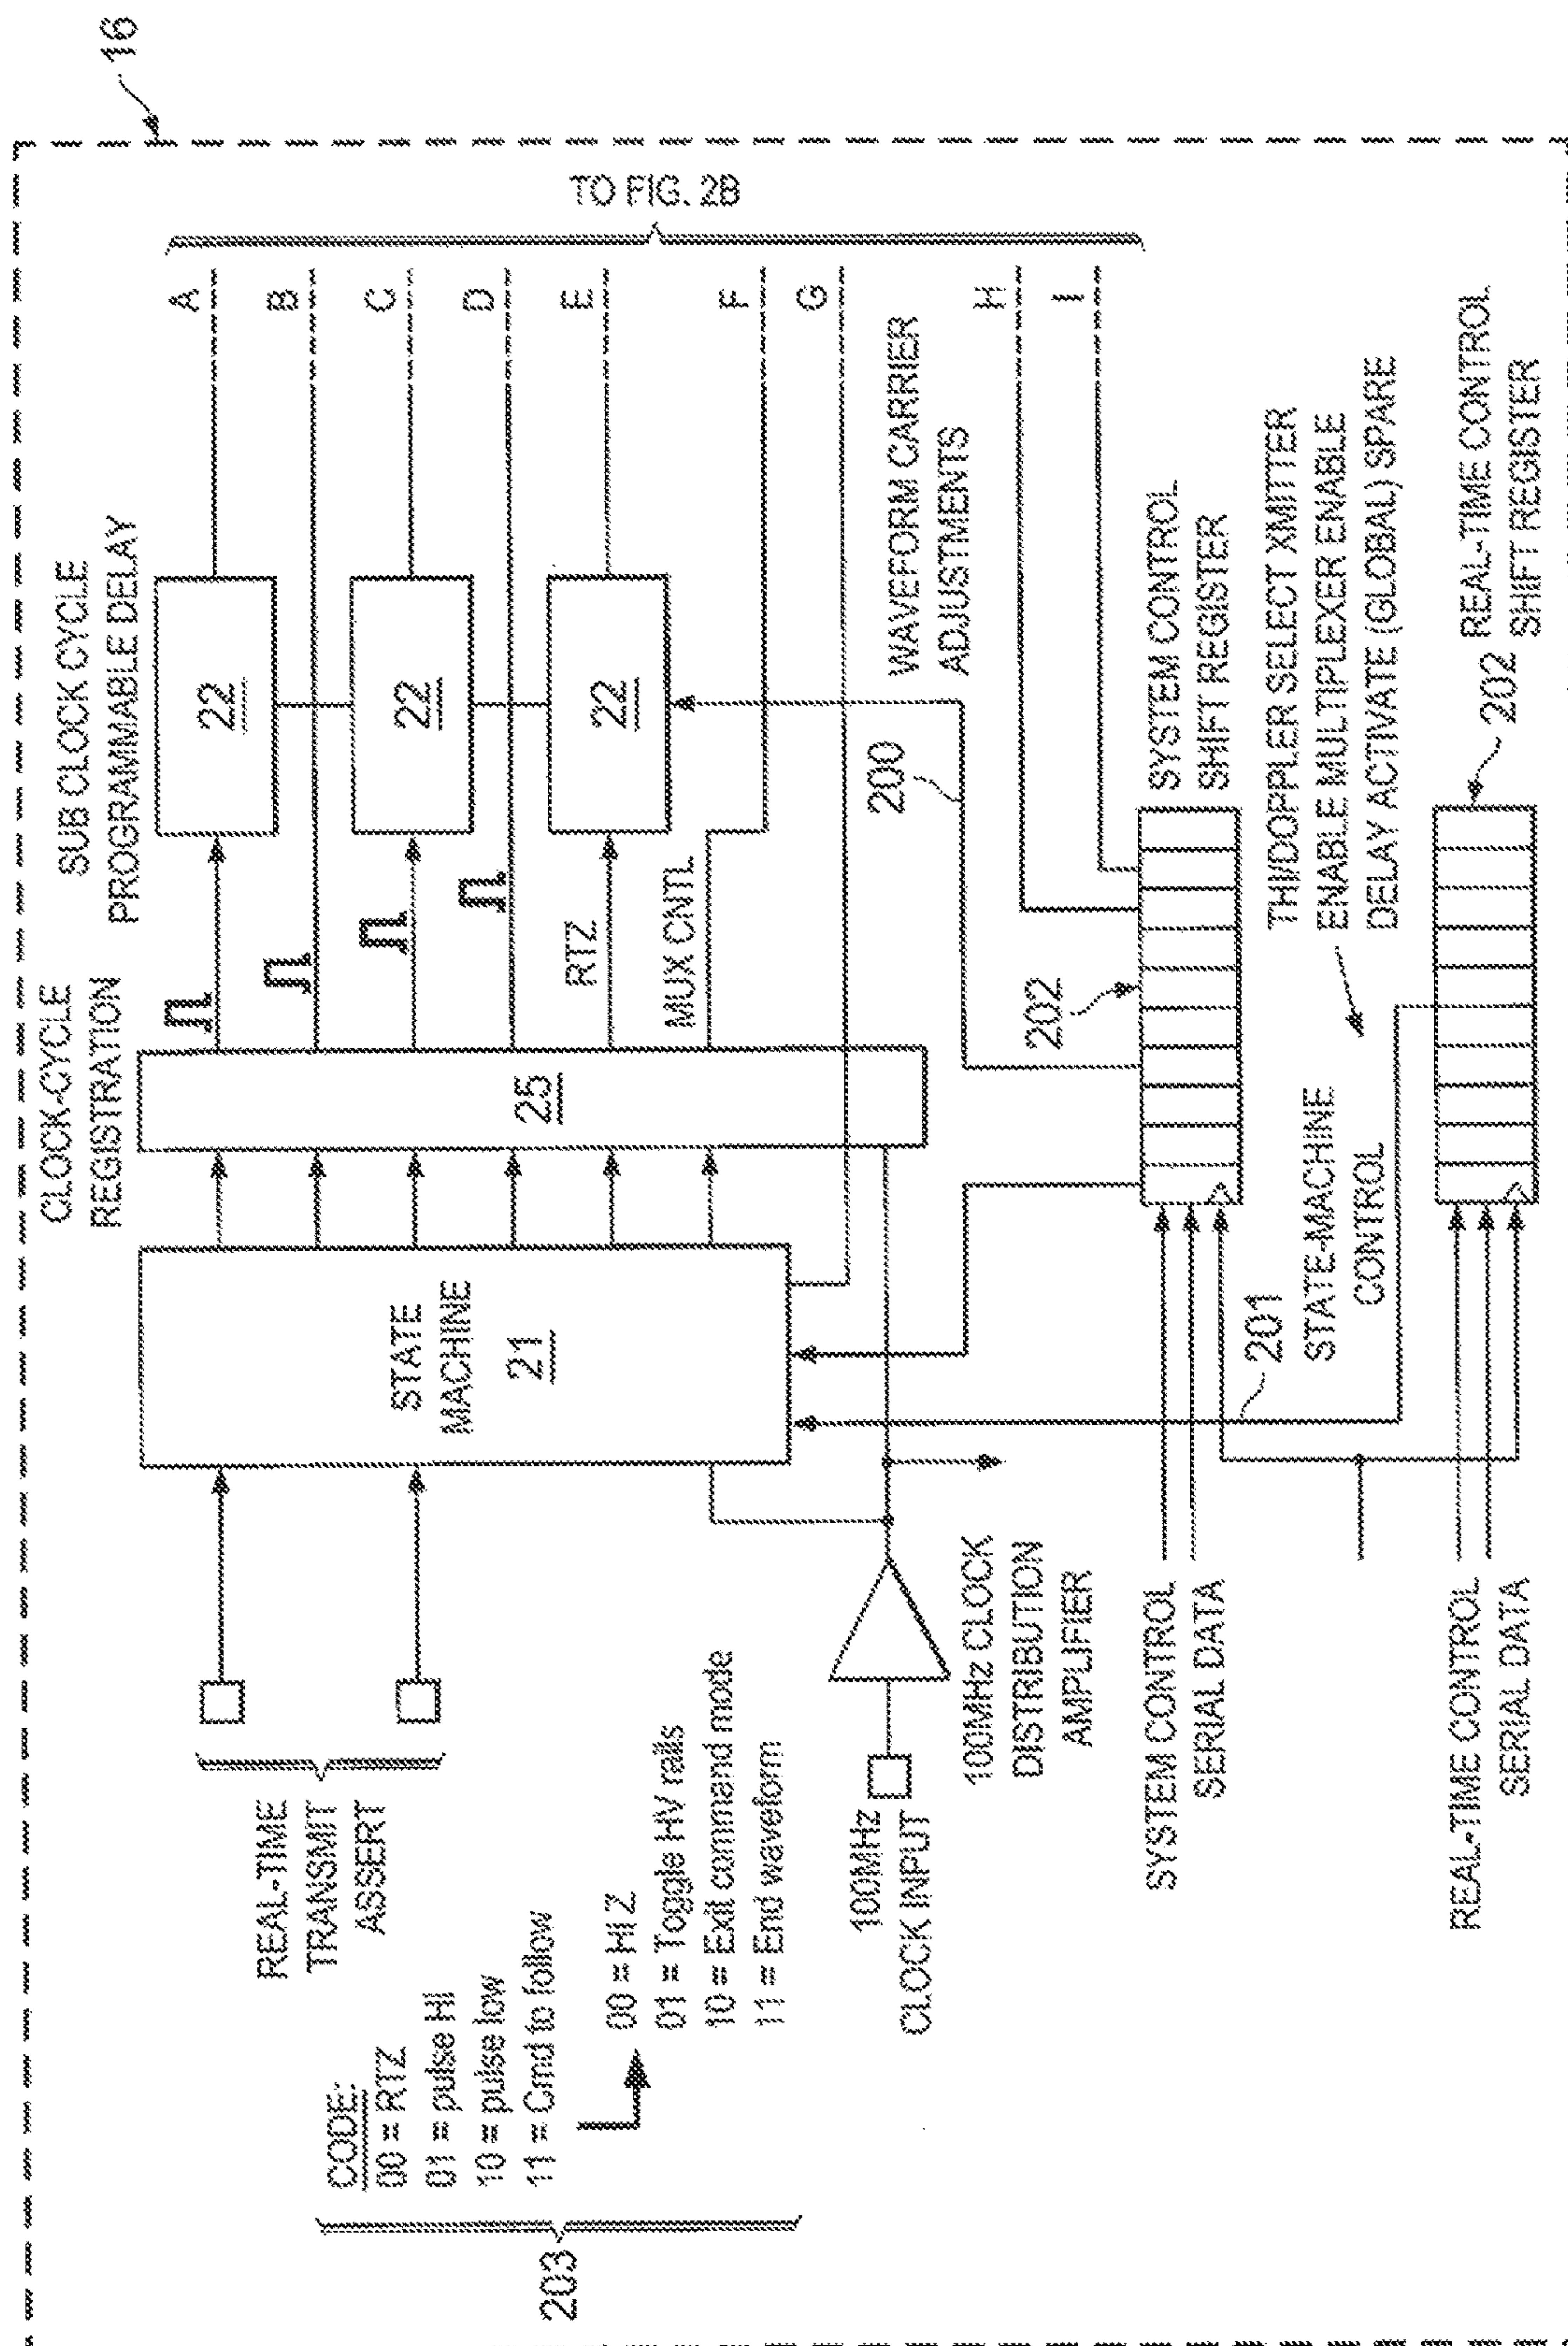 16
CLOCK-CYCLE
REGISTRATION
SUB CLOCK CYCLE
PROGRAMMABLE DELAY
REAL-TIME
TRANSMIT
ASSERT
STATE
MACHINE
21
25
22
22
22
RTZ
MUX CNTL
A
B
C
D
E
F
G
H
I
TO FIG. 2B
203
CODE:
00 = RTZ
01 = pulse HI
10 = pulse low
11 = Cmd to follow
00 = HI Z
01 = Toggle HV rails
10 = Exit command mode
11 = End waveform
100MHz
CLOCK INPUT
100MHz CLOCK
DISTRIBUTION
AMPLIFIER
200
WAVEFORM CARRIER
ADJUSTMENTS
SYSTEM CONTROL
SERIAL DATA
202
SYSTEM CONTROL
SHIFT REGISTER
201
STATE-MACHINE
CONTROL
THI/DOPPLER SELECT XMITTER
ENABLE MULTIPLEXER ENABLE
DELAY ACTIVATE (GLOBAL) SPARE
REAL-TIME CONTROL
SERIAL DATA
202
REAL-TIME CONTROL
SHIFT REGISTER